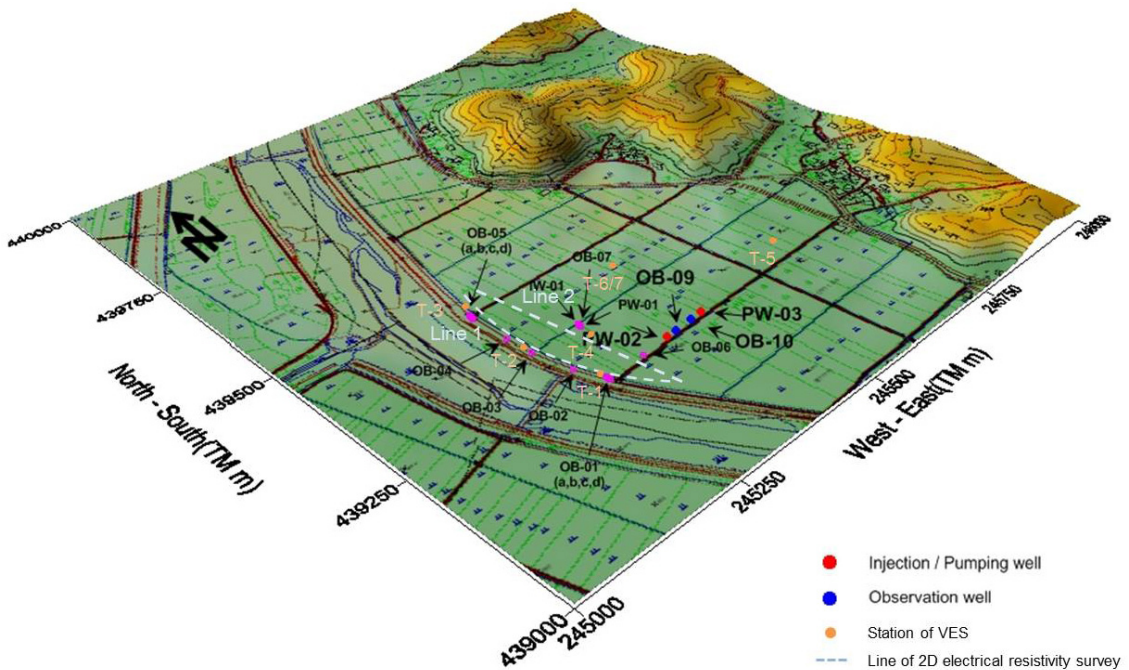 440000
439750
439500
439250
439000
North - South(TM m)
245000
245250
245500
245750
West - East(TM m)
N
OB-05
(a,b,c,d)
OB-07
T-6/7
IW-01
Line 2
PW-01
OB-09
T-5
T-3
Line 1
W-02
PW-03
OB-06
OB-10
T-2
T-4
OB-04
OB-03
OB-02
T-1
OB-01
(a,b,c,d)
Injection / Pumping well
Observation well
Station of VES
Line of 2D electrical resistivity survey